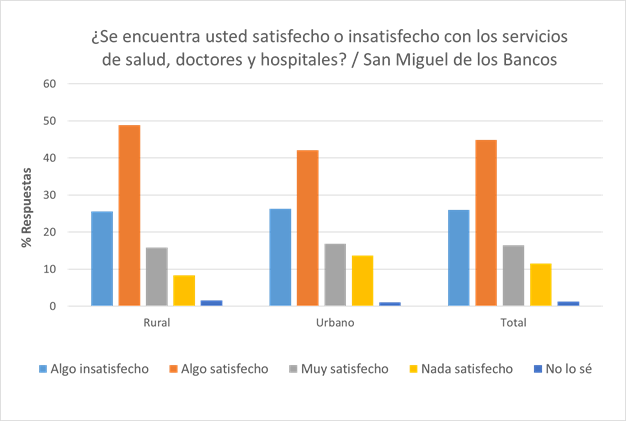 ¿Se encuentra usted satisfecho o insatisfecho con los servicios
de salud, doctores y hospitales? / San Miguel de los Bancos
% Respuestas
60
50
40
30
20
10
0
Rural Urbano Total
Algo insatisfecho Algo satisfecho Muy satisfecho Nada satisfecho No lo sé